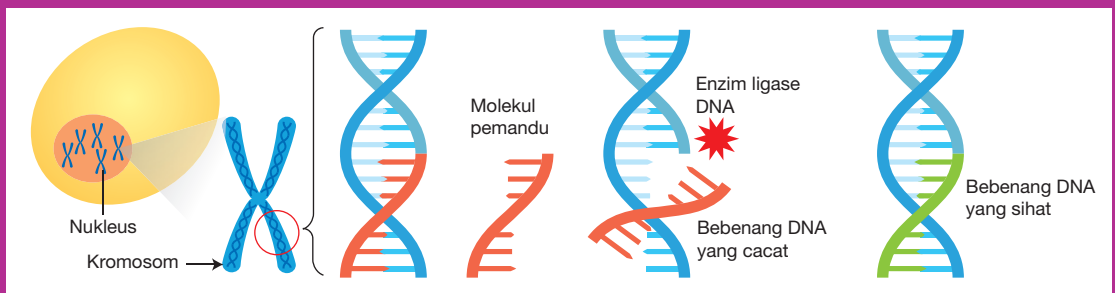 Nukleus
Kromosom
Molekul
pemandu
Enzim ligase
DNA
Bebenang DNA
yang cacat
Bebenang DNA
yang sihat